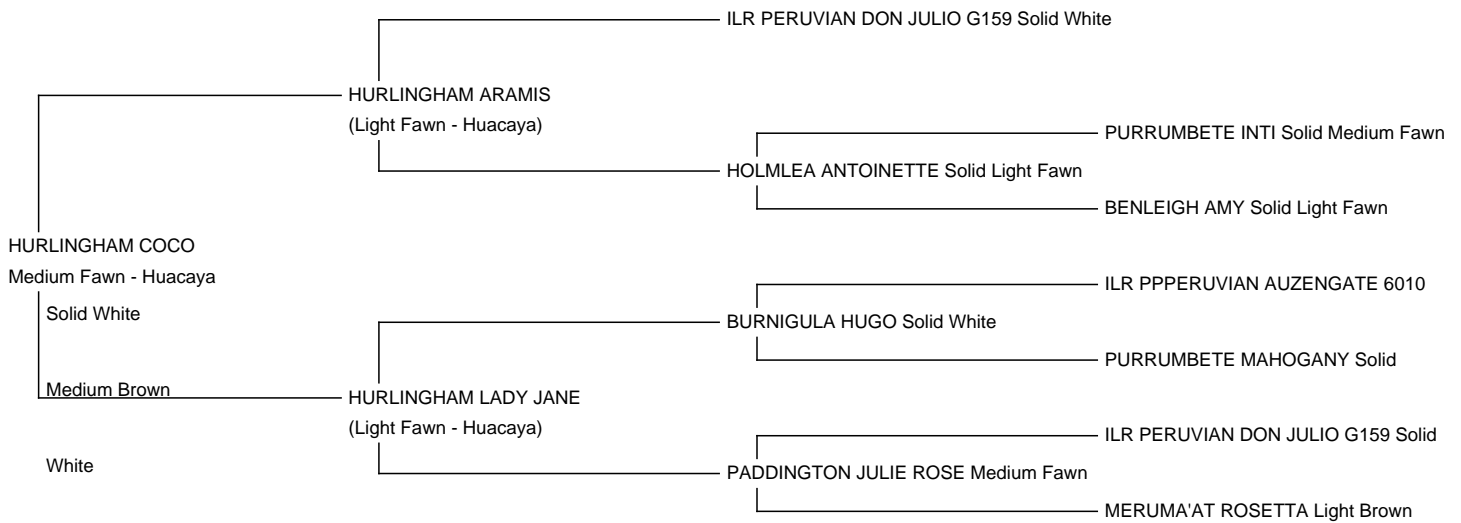 ILR PERUVIAN DON JULIO G159 Solid White
HURLINGHAM ARAMIS
(Light Fawn - Huacaya)
PURRUMBETE INTI Solid Medium Fawn
HOLMLEA ANTOINETTE Solid Light Fawn
BENLEIGH AMY Solid Light Fawn
HURLINGHAM COCO
Medium Fawn - Huacaya
ILR PPPERUVIAN AUZENGATE 6010
Solid White
BURNIGULA HUGO Solid White
PURRUMBETE MAHOGANY Solid
Medium Brown
HURLINGHAM LADY JANE
(Light Fawn - Huacaya)
ILR PERUVIAN DON JULIO G159 Solid
White
PADDINGTON JULIE ROSE Medium Fawn
MERUMA'AT ROSETTA Light Brown